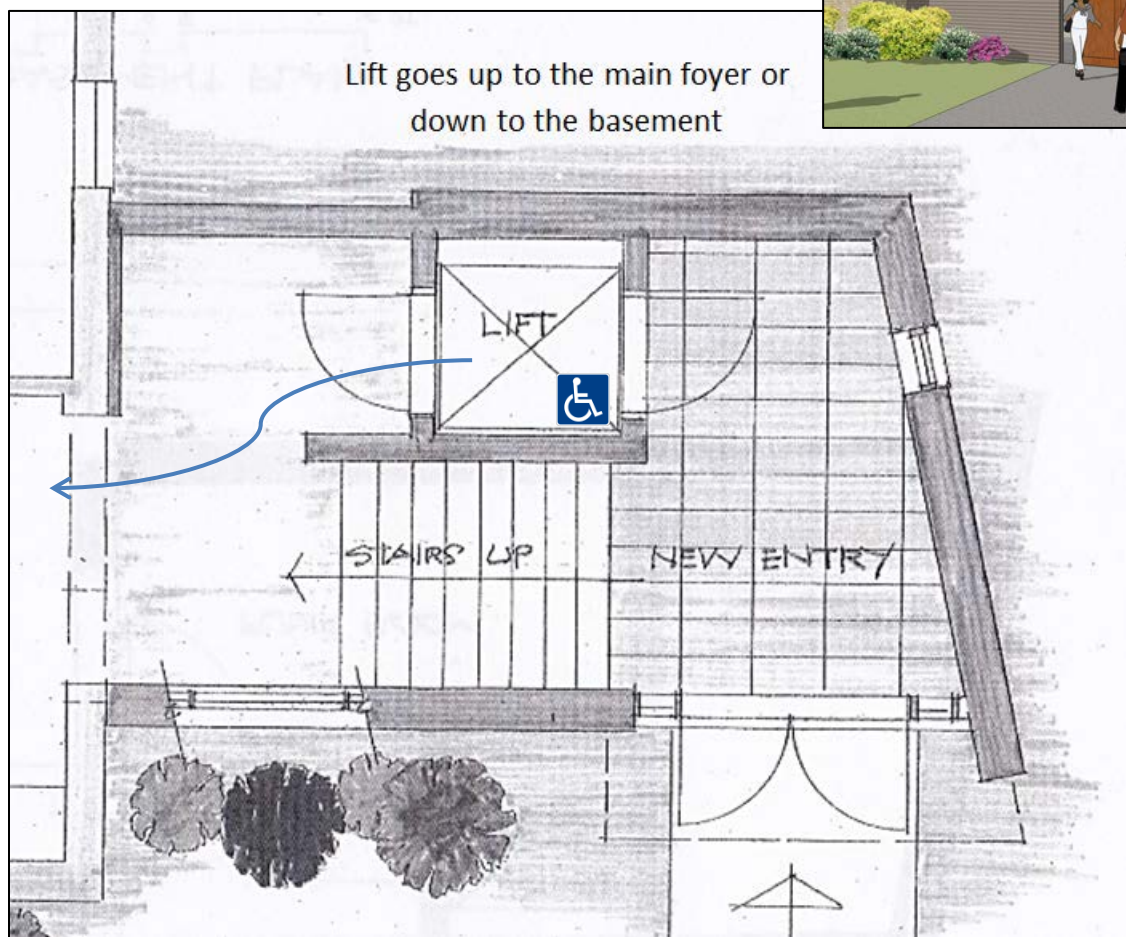 Lift goes up to the main foyer or
down to the basement
LIFT
STAIRS UP
NEW ENTRY